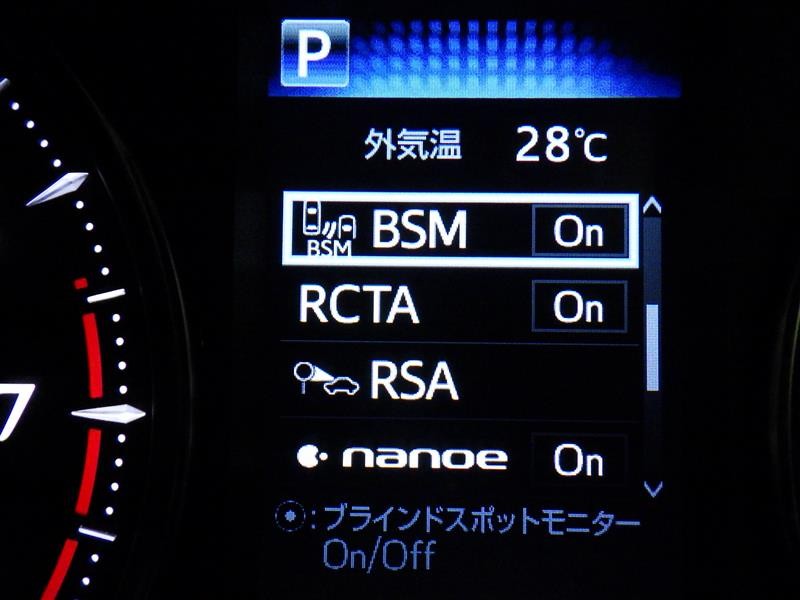 P
外気温 28℃
BSM BSM On
RCTA On
RSA
nanoe On
7
:ブラインドスポットモニター
On/Off